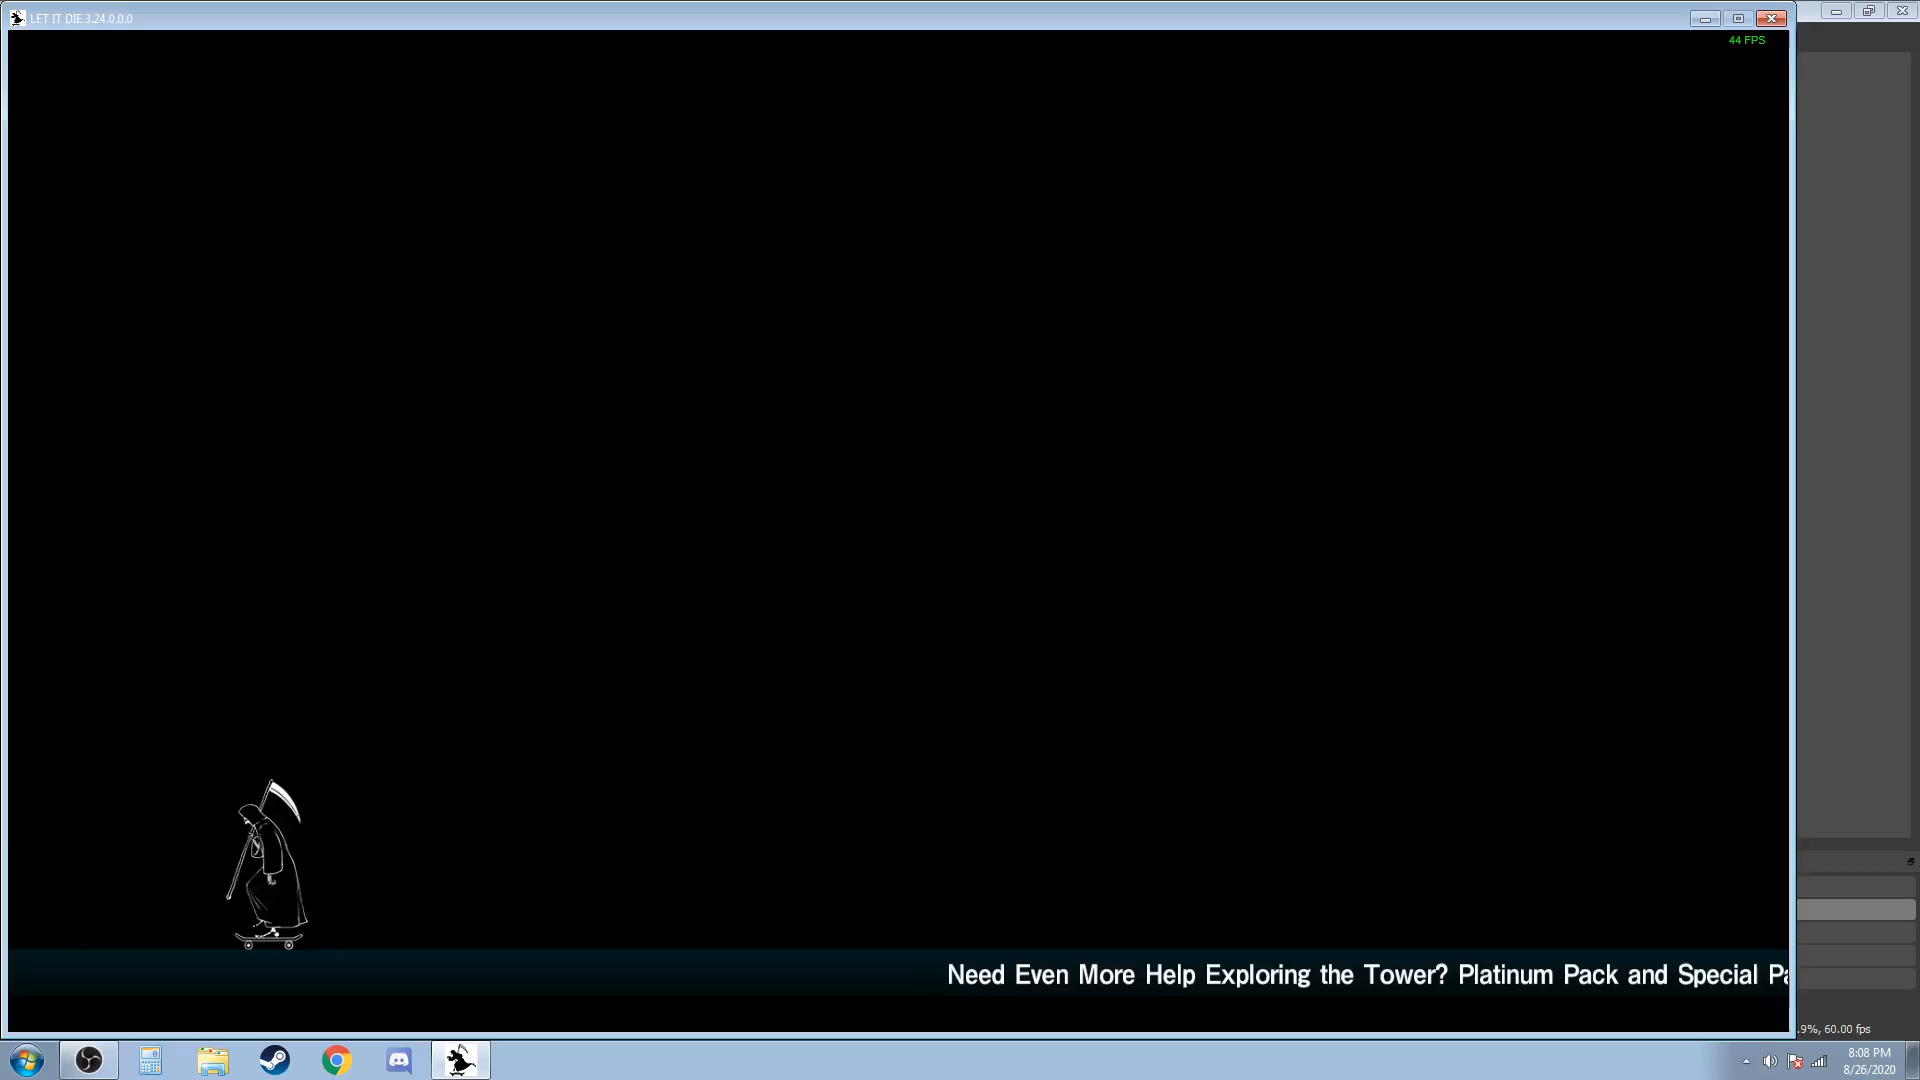 LET IT DIE 3.24.0.0.0
44 FPS
Need Even More Help Exploring the Tower? Platinum Pack and Special Pa
.9%, 60.00 fps
8:08 PM
8/26/2020